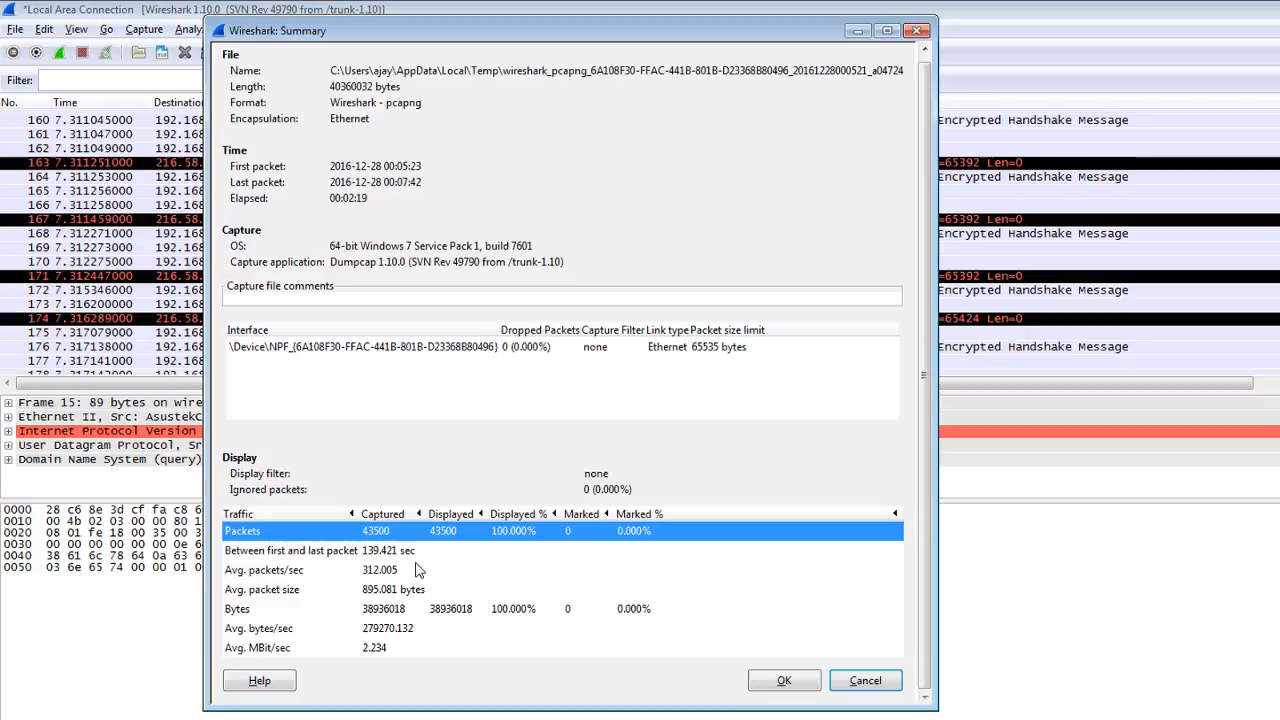 *Local Area Connection [Wireshark 1.10.0 (SVN Rev 49790 from /trunk-1.10)]
File Edit View Go Capture Analy
Filter:
No. Time Destinatio
160 7.311045000 192.168 Encrypted Handshake Message
161 7.311047000 192.168
162 7.311049000 192.168
163 7.311251000 216.58. =65392 Len=0
164 7.311253000 192.168 Encrypted Handshake Message
165 7.311256000 192.168
166 7.311258000 192.168
167 7.311459000 216.58. =65392 Len=0
168 7.312271000 192.168 Encrypted Handshake Message
169 7.312273000 192.168
170 7.312275000 192.168
171 7.312447000 216.58. =65392 Len=0
172 7.315346000 192.168 Encrypted Handshake Message
173 7.316200000 192.168
174 7.316289000 216.58. =65424 Len=0
175 7.317079000 192.168
176 7.317142000 192.168 Encrypted Handshake Message
177 7.317143000 192.168
Frame 15: 89 bytes on wire
Ethernet II, Src: AsustekC
Internet Protocol Version
User Datagram Protocol, Sr
Domain Name System (query)
0000 28 c6 8e 3d cf fa c8 6
0010 00 4b 02 03 00 00 80 1
0020 08 01 fe 18 00 35 00 3
0030 00 00 00 00 00 00 0e 6
0040 38 61 6c 78 64 0a 63 6
0050 03 6e 65 74 00 00 01 0
Wireshark: Summary
File
Name: C:\Users\ajay\AppData\Local\Temp\wireshark_pcapng_6A108F30-FFAC-441B-801B-D23368B80496_20161228000521_a04724
Length: 40360032 bytes
Format: Wireshark - pcapng
Encapsulation: Ethernet
Time
First packet: 2016-12-28 00:05:23
Last packet: 2016-12-28 00:07:42
Elapsed: 00:02:19
Capture
OS: 64-bit Windows 7 Service Pack 1, build 7601
Capture application: Dumpcap 1.10.0 (SVN Rev 49790 from /trunk-1.10)
Capture file comments
Interface Dropped Packets Capture Filter Link type Packet size limit
\Device\NPF_{6A108F30-FFAC-441B-801B-D23368B80496} 0 (0.000%) none Ethernet 65535 bytes
Display
Display filter: none
Ignored packets: 0 (0.000%)
Traffic Captured Displayed Displayed % Marked Marked %
Packets 43500 43500 100.000% 0 0.000%
Between first and last packet 139.421 sec
Avg. packets/sec 312.005
Avg. packet size 895.081 bytes
Bytes 38936018 38936018 100.000% 0 0.000%
Avg. bytes/sec 279270.132
Avg. MBit/sec 2.234
Help OK Cancel